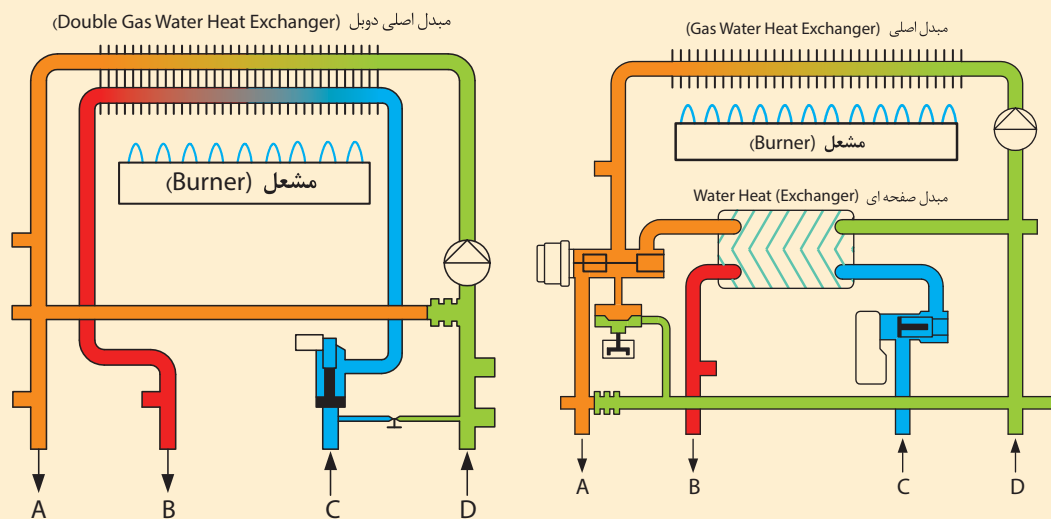 مبدل اصلی دوبل (Double Gas Water Heat Exchanger)
مشعل (Burner)
A B C D
مبدل اصلی (Gas Water Heat Exchanger)
مشعل (Burner)
مبدل صفحه ای Water Heat (Exchanger)
A B C D